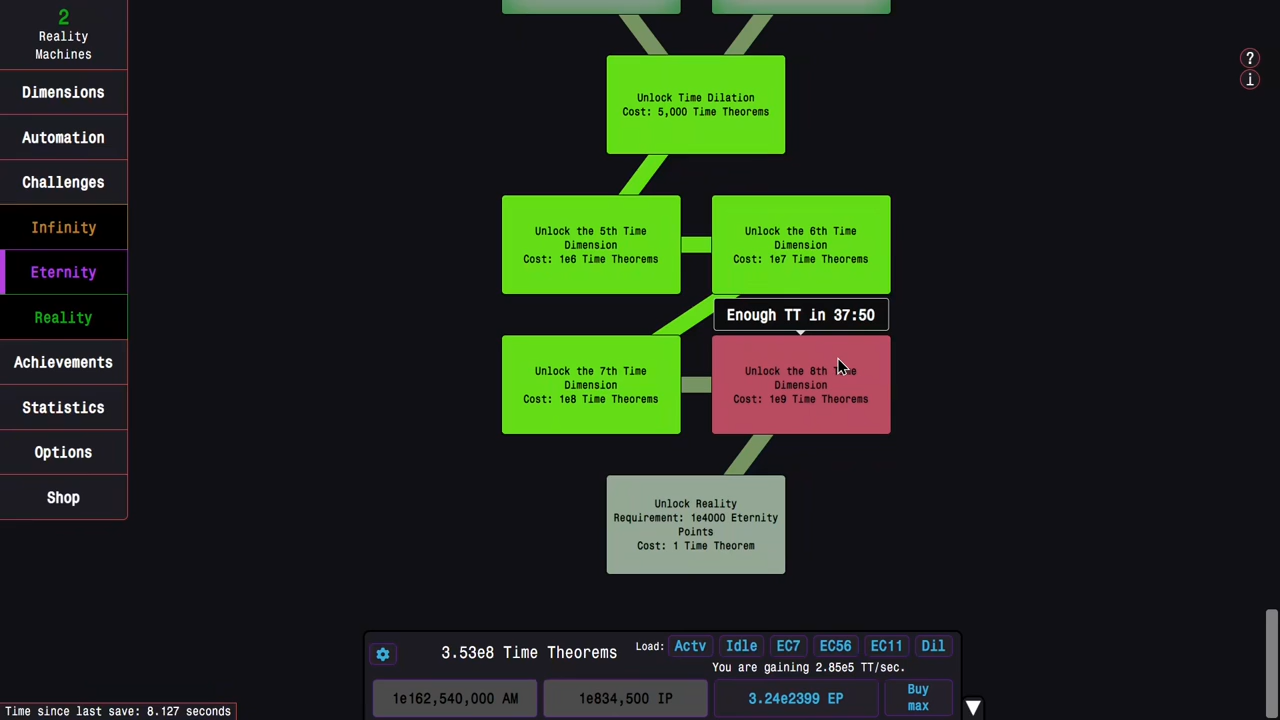 2
Reality
Machines
Dimensions
Automation
Challenges
Infinity
Eternity
Reality
Achievements
Statistics
Options
Shop
?
i
Unlock Time Dilation
Cost: 5,000 Time Theorems
Unlock the 5th Time
Dimension
Cost: 1e6 Time Theorems
Unlock the 6th Time
Dimension
Cost: 1e7 Time Theorems
Enough TT in 37:50
Unlock the 7th Time
Dimension
Cost: 1e8 Time Theorems
Unlock the 8th Time
Dimension
Cost: 1e9 Time Theorems
Unlock Reality
Requirement: 1e4000 Eternity
Points
Cost: 1 Time Theorem
3.53e8 Time Theorems
Load: Actv Idle EC7 EC56 EC11 Dil
You are gaining 2.85e5 TT/sec.
1e162,540,000 AM
1e834,500 IP
3.24e2399 EP
Buy
max
Time since last save: 8.127 seconds